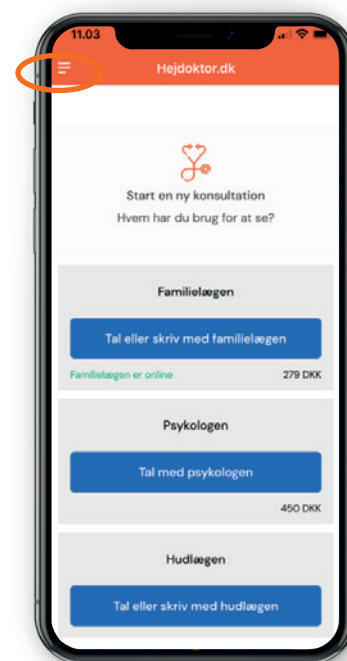 11.03
Hejdoktor.dk
Start en ny konsultation
Hvem har du brug for at se?
Familielægen
Tal eller skriv med familielægen
Familielægen er online 279 DKK
Psykologen
Tal med psykologen
450 DKK
Hudlægen
Tal eller skriv med hudlægen